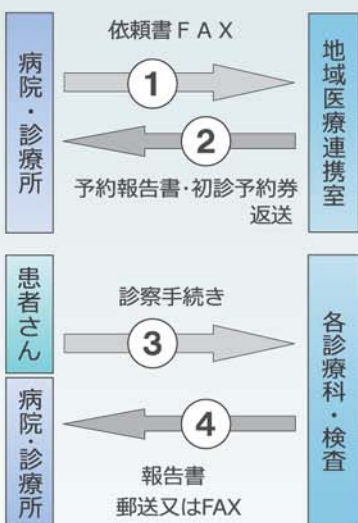 病院・診療所
依頼書FAX
①
②
予約報告書・初診予約券
返送
地域医療連携室
患者さん
病院・診療所
診察手続き
③
④
報告書
郵送又はFAX
各診療科・検査